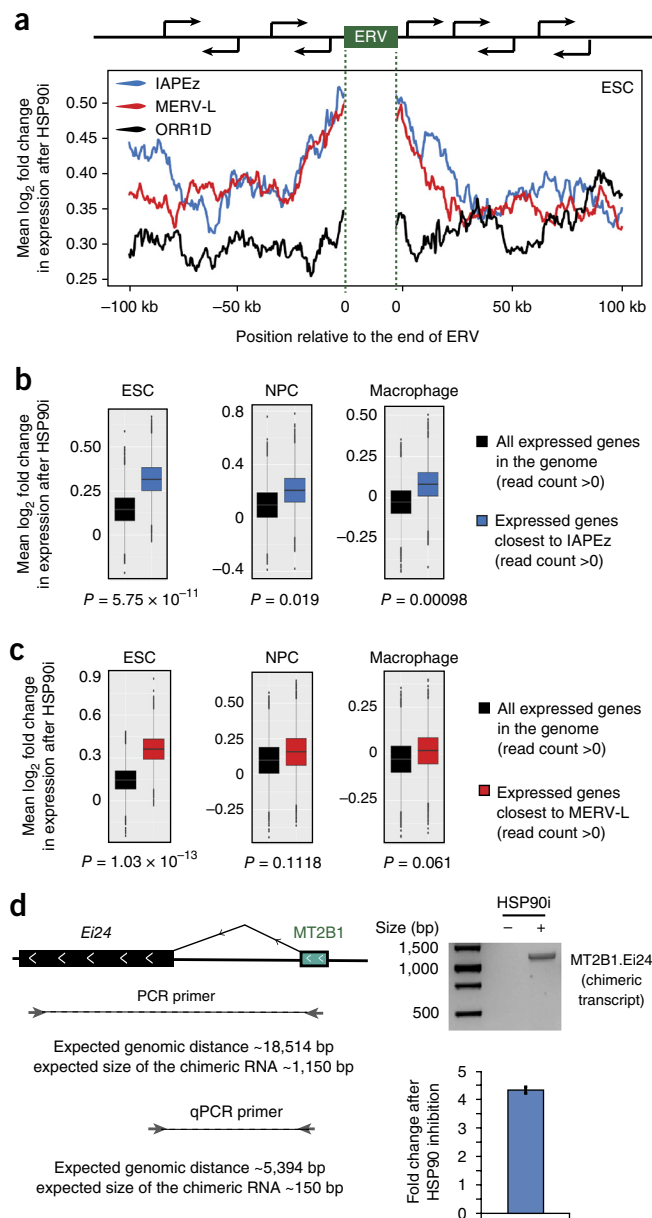 a
ERV
IAPEz
MERV-L
ORR1D
ESC
Mean log2 fold change
in expression after HSP90i
0.50
0.45
0.40
0.35
0.30
0.25
−100 kb
−50 kb
0
0
50 kb
100 kb
Position relative to the end of ERV
b
ESC
NPC
Macrophage
Mean log2 fold change
in expression after HSP90i
0.50
0.25
0
0.8
0.4
0
−0.4
0.25
0
−0.25
P = 5.75 × 10−11
P = 0.019
P = 0.00098
All expressed genes
in the genome
(read count >0)
Expressed genes
closest to IAPEz
(read count >0)
c
ESC
NPC
Macrophage
Mean log2 fold change
in expression after HSP90i
0.9
0.6
0.3
0
0.50
0.25
0
−0.25
0.25
0
−0.25
P = 1.03 × 10−13
P = 0.1118
P = 0.061
All expressed genes
in the genome
(read count >0)
Expressed genes
closest to MERV-L
(read count >0)
d
Ei24
MT2B1
PCR primer
Expected genomic distance ~18,514 bp
expected size of the chimeric RNA ~1,150 bp
qPCR primer
Expected genomic distance ~5,394 bp
expected size of the chimeric RNA ~150 bp
HSP90i
Size (bp)
−
+
1,500
1,000
500
MT2B1.Ei24
(chimeric
transcript)
Fold change after
HSP90 inhibition
5
4
3
2
1
0